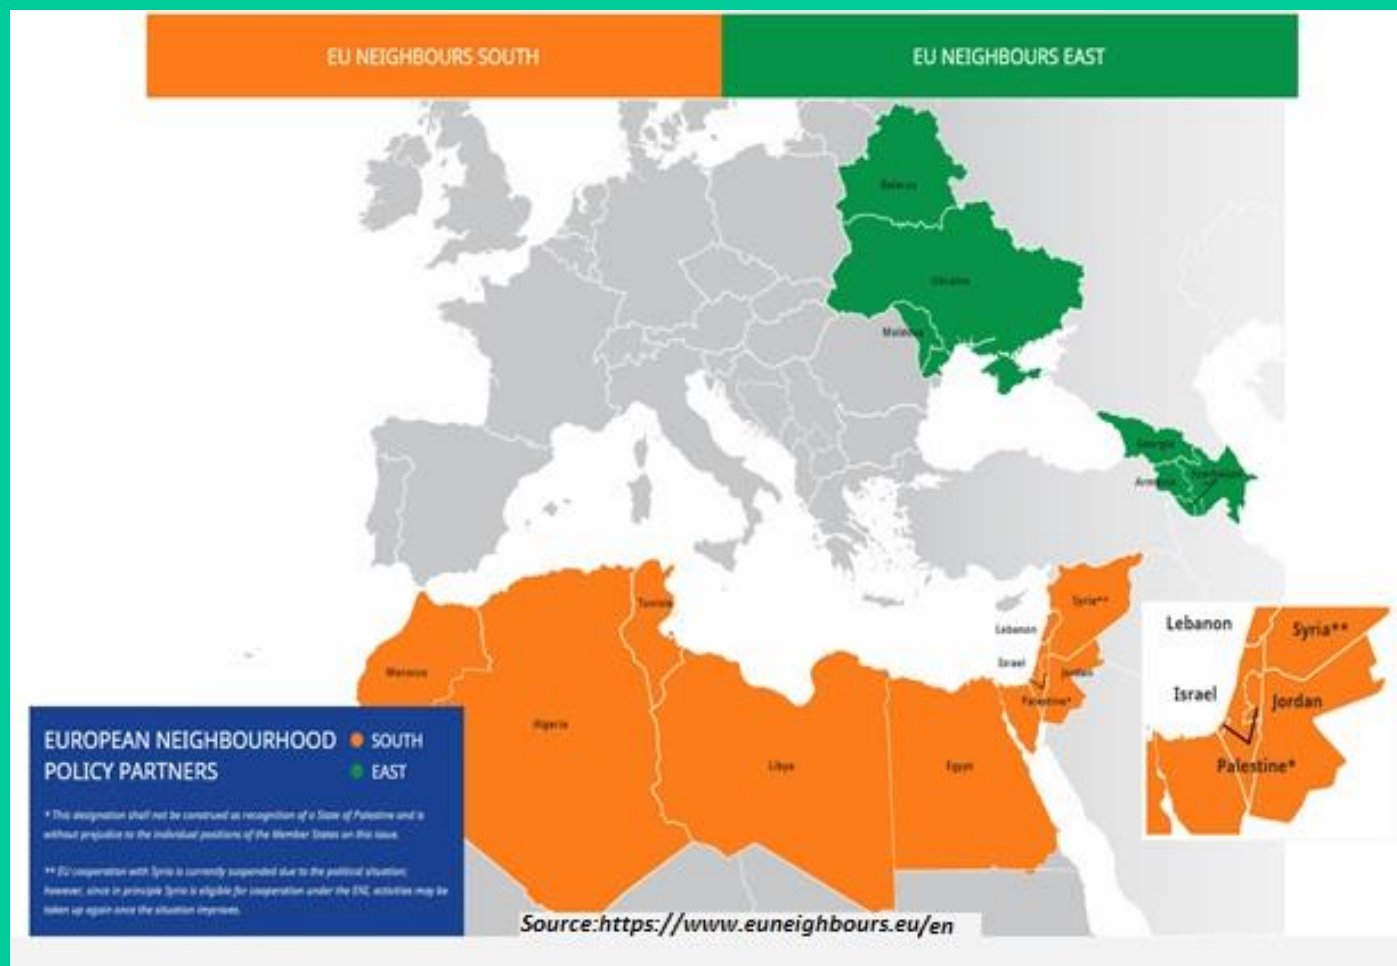 EU NEIGHBOURS SOUTH
EU NEIGHBOURS EAST
Belarus
Ukraine
Moldova
Georgia
Armenia
Azerbaijan
Tunisia
Syria**
Lebanon
Israel
Jordan
Palestine*
Morocco
Algeria
Libya
Egypt
Lebanon
Syria**
Israel
Jordan
Palestine*
EUROPEAN NEIGHBOURHOOD
POLICY PARTNERS
SOUTH
EAST
* This designation shall not be construed as recognition of a State of Palestine and is
without prejudice to the individual positions of the Member States on this issue.
** EU cooperation with Syria is currently suspended due to the political situation;
however, since in principle Syria is eligible for cooperation under the ENI, activities may be
taken up again once the situation improves.
Source:https://www.euneighbours.eu/en